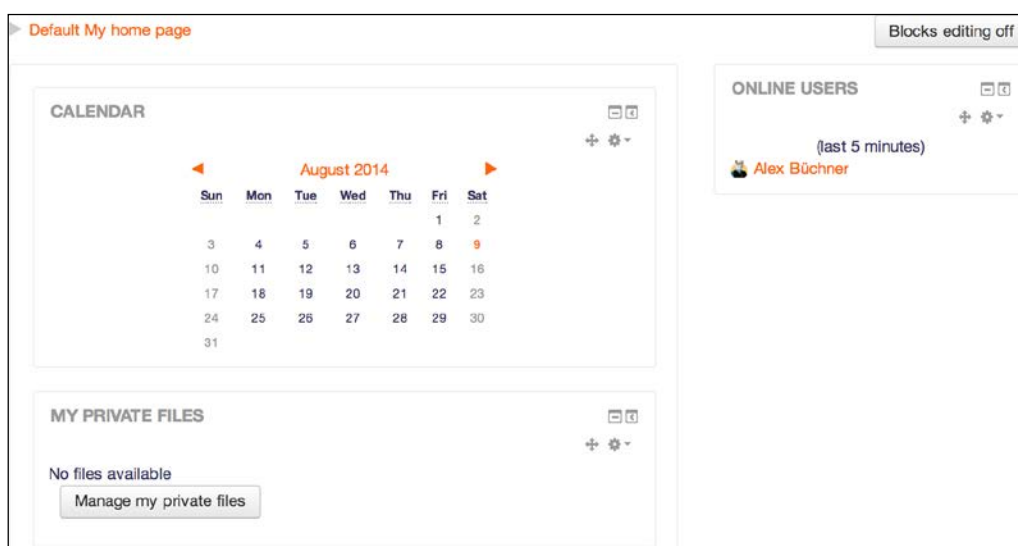 Default My home page
Blocks editing off
CALENDAR
August 2014
Sun Mon Tue Wed Thu Fri Sat
1 2
3 4 5 6 7 8 9
10 11 12 13 14 15 16
17 18 19 20 21 22 23
24 25 26 27 28 29 30
31
MY PRIVATE FILES
No files available
Manage my private files
ONLINE USERS
(last 5 minutes)
Alex Büchner